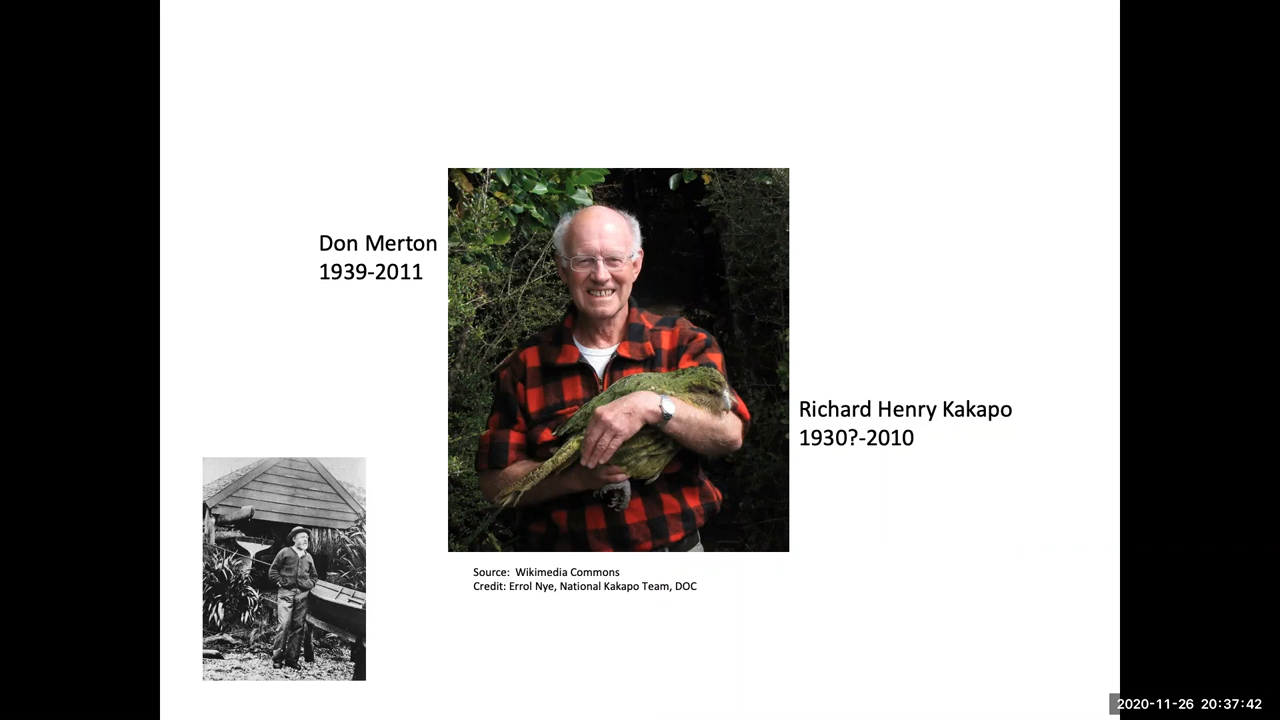 Don Merton
1939-2011
Richard Henry Kakapo
1930?-2010
Source: Wikimedia Commons
Credit: Errol Nye, National Kakapo Team, DOC
2020-11-26 20:37:42